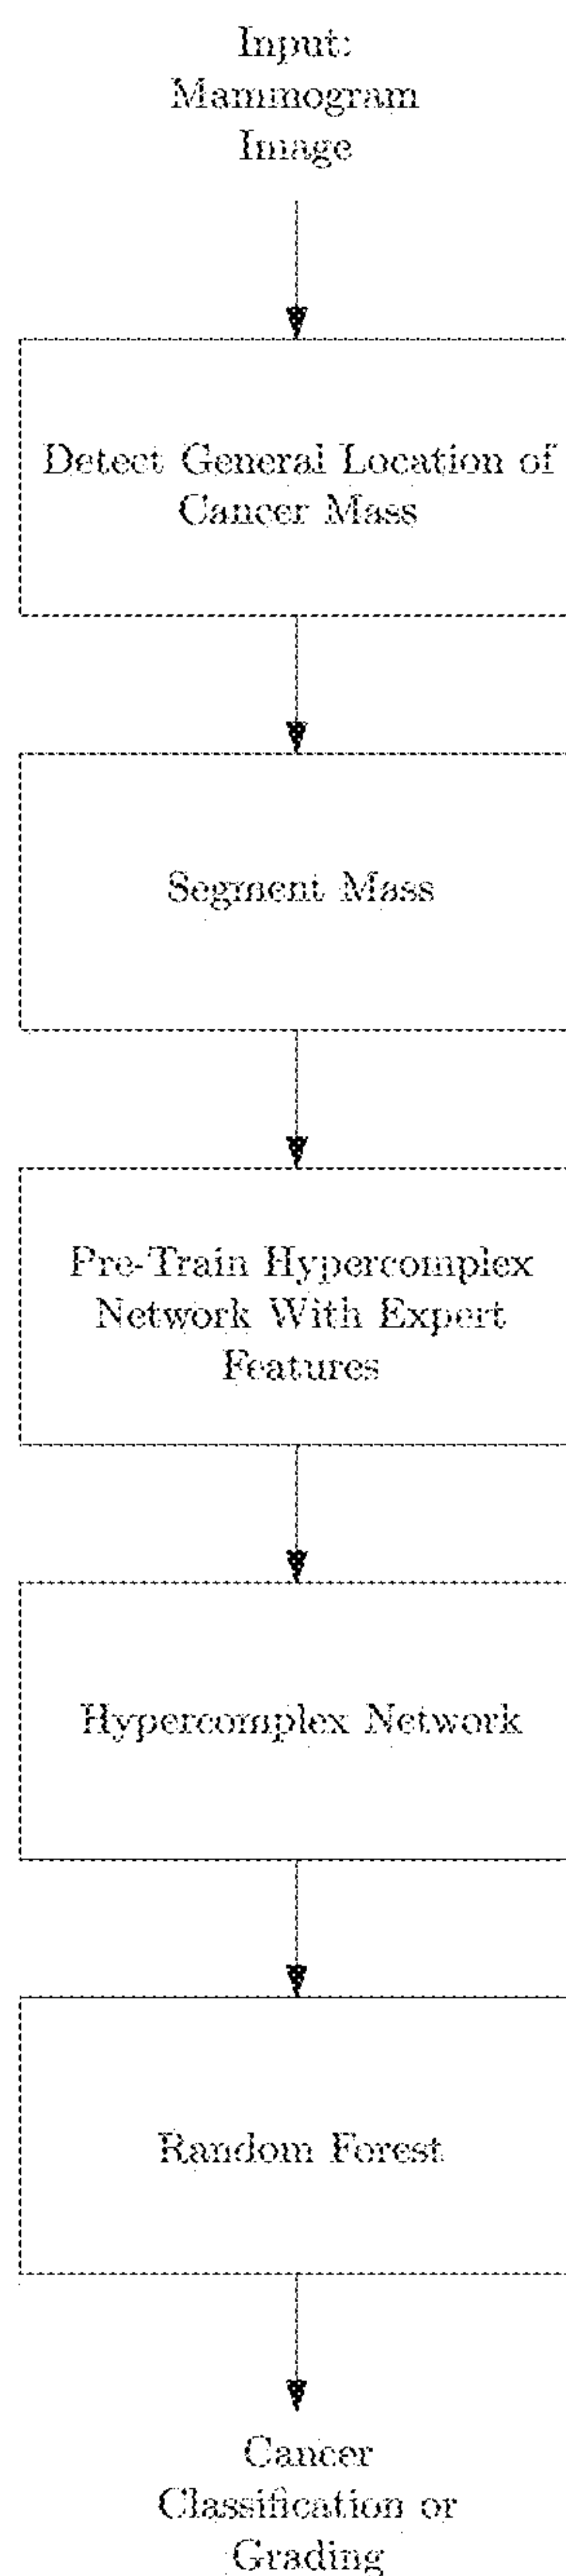 Input:
Mammogram
Image
Detect General Location of
Cancer Mass
Segment Mass
Pre-Train Hypercomplex
Network With Expert
Features
Hypercomplex Network
Random Forest
Cancer
Classification or
Grading